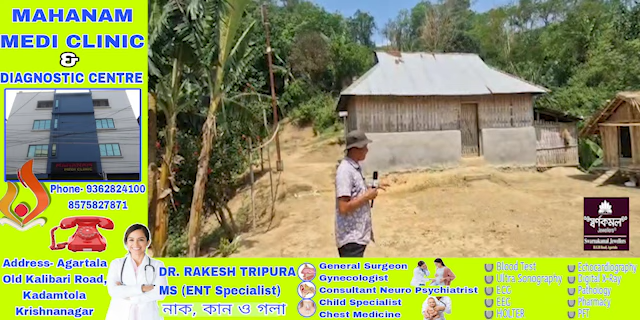 MAHANAM
MEDI CLINIC
&
DIAGNOSTIC CENTRE
Phone- 9362824100
8575827871
Address- Agartala
Old Kalibari Road,
Kadamtola
Krishnanagar
DR. RAKESH TRIPURA
MS (ENT Specialist)
নাক, কান ও গলা
General Surgeon
Gynecologist
Consultant Neuro Psychiatrist
Child Specialist
Chest Medicine
Blood Test
Ultra Sonography
ECG
EEG
HOLTER
Echocardiography
Digital X-Ray
Pathology
Pharmacy
PFT
স্বর্ণকমল
Jewellers
Swarnakamal Jewellers